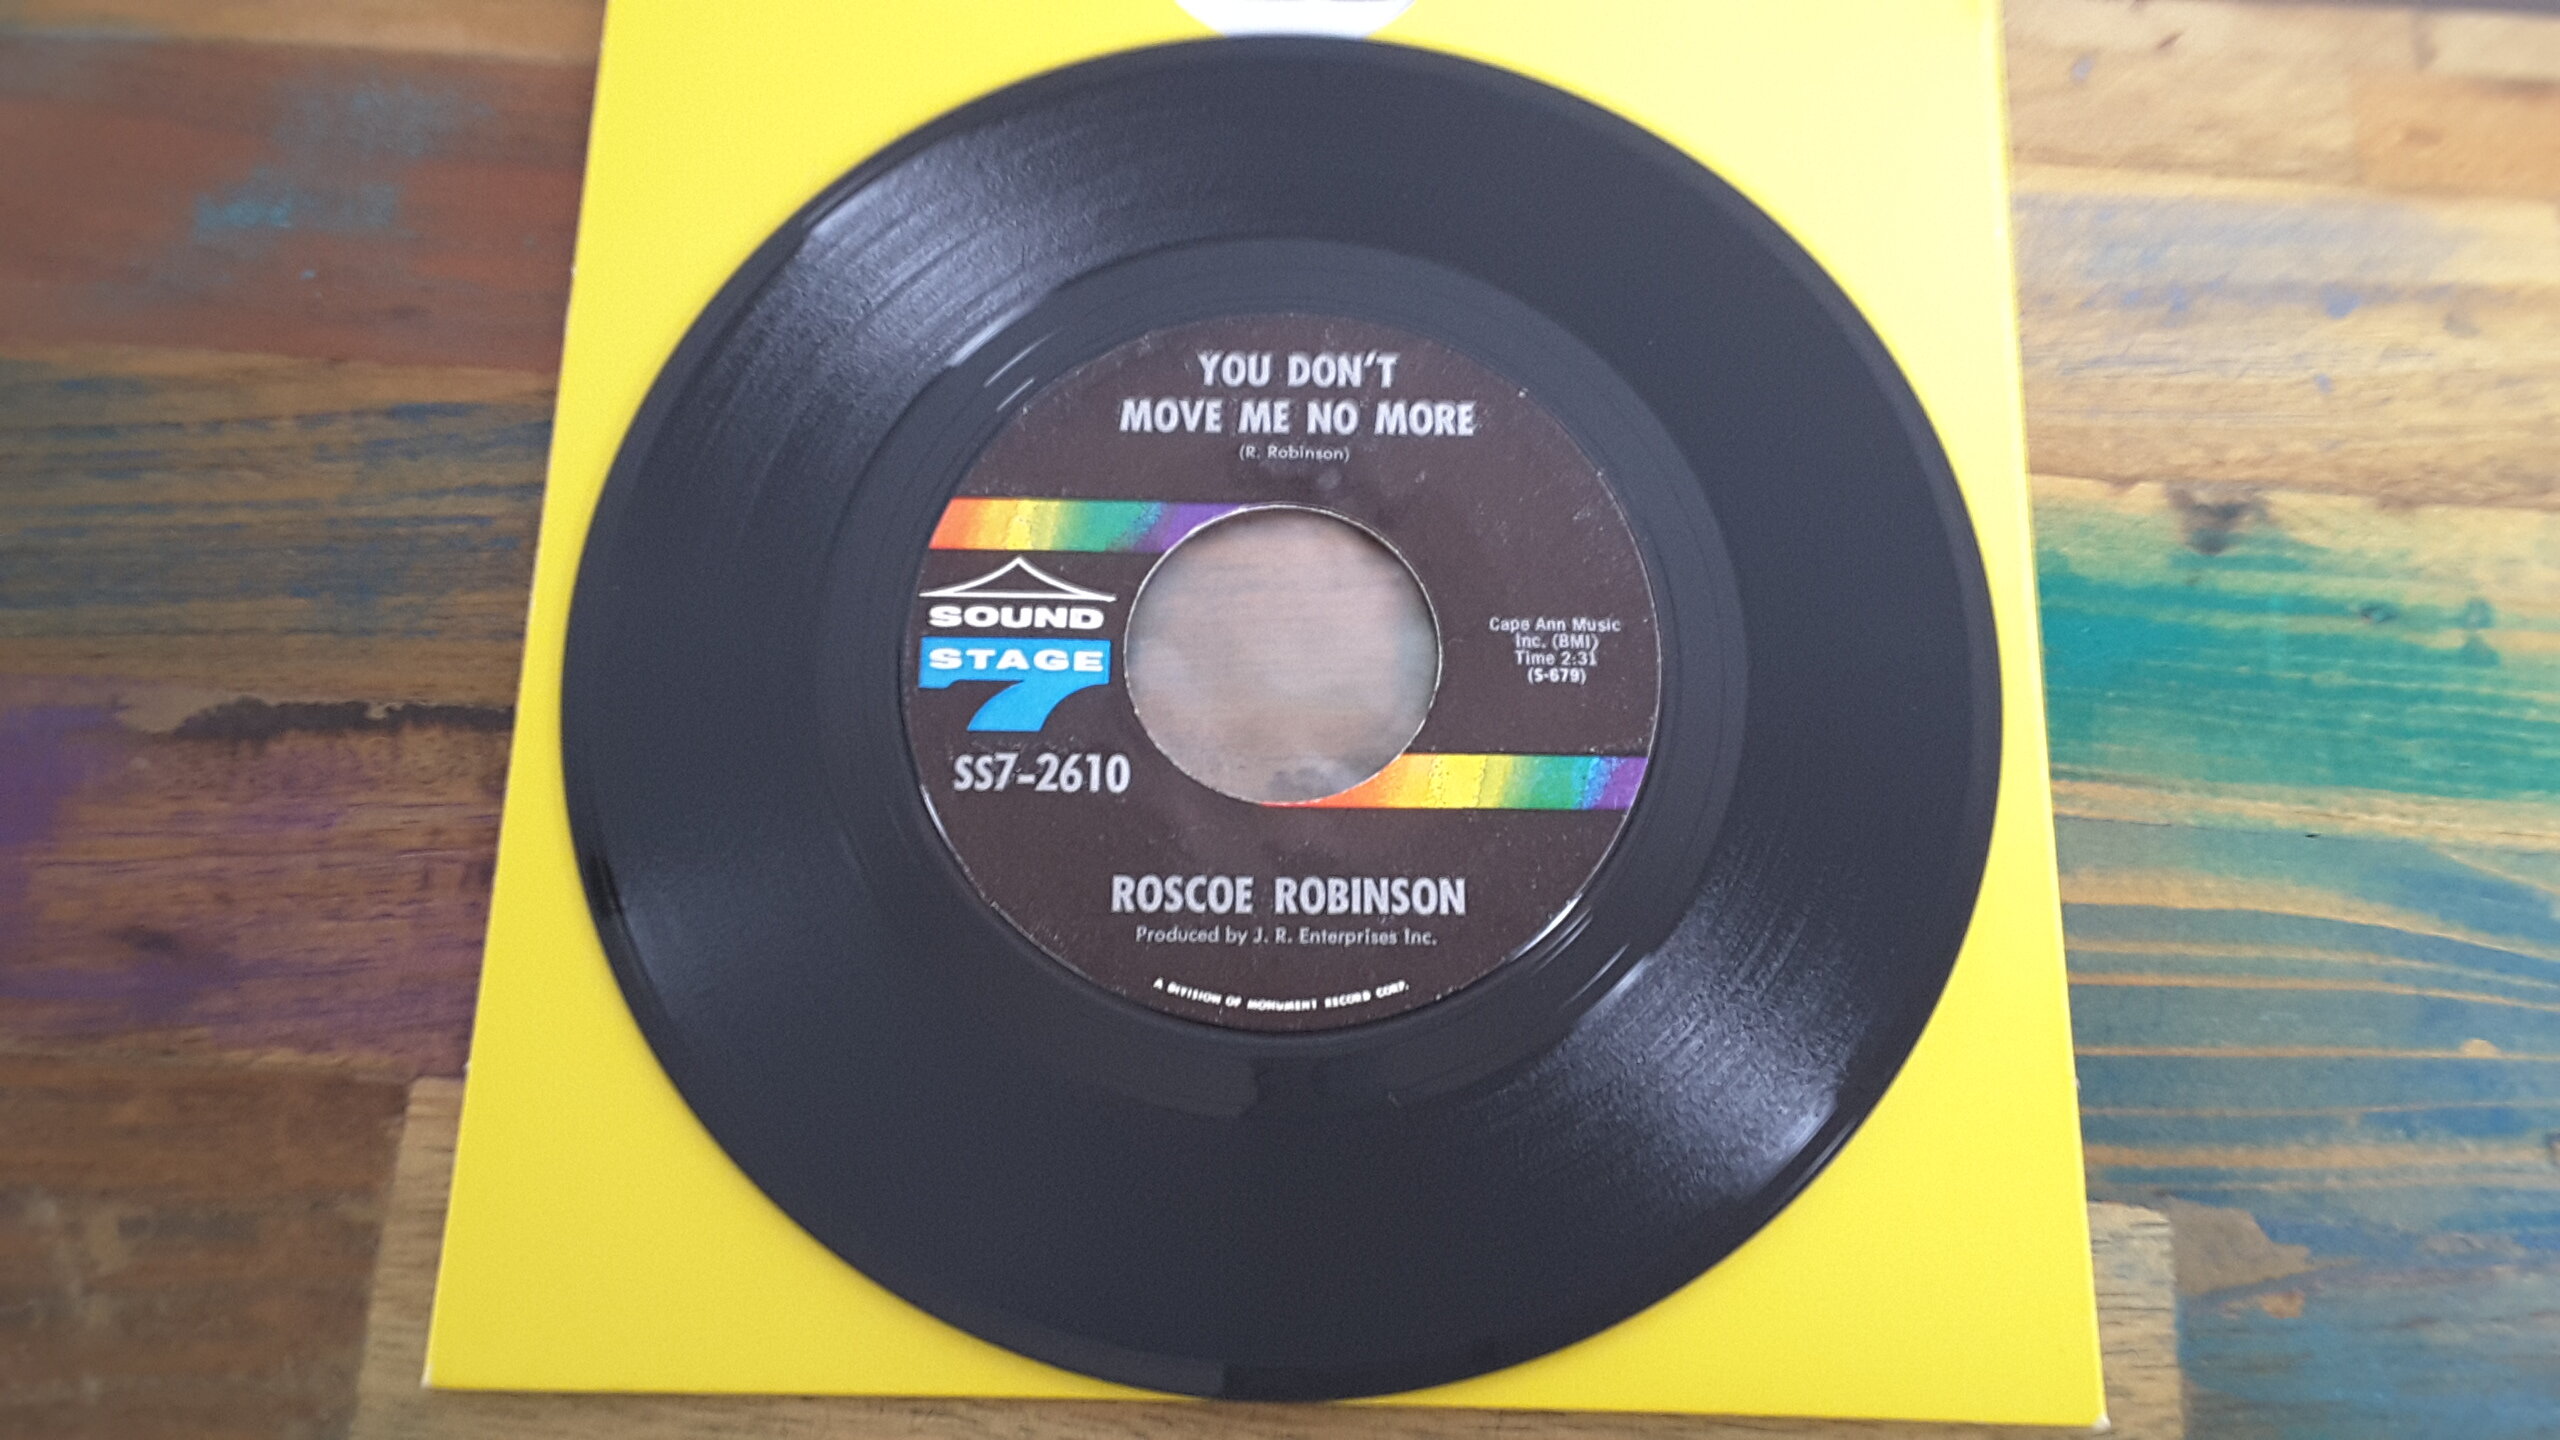 YOU DON'T
MOVE ME NO MORE
(R. Robinson)
SOUND
STAGE
7
SS7-2610
Cape Ann Music
Inc. (BMI)
Time 2:31
(S-679)
ROSCOE ROBINSON
Produced by J. R. Enterprises Inc.
A DIVISION OF MONUMENT RECORD CORP.